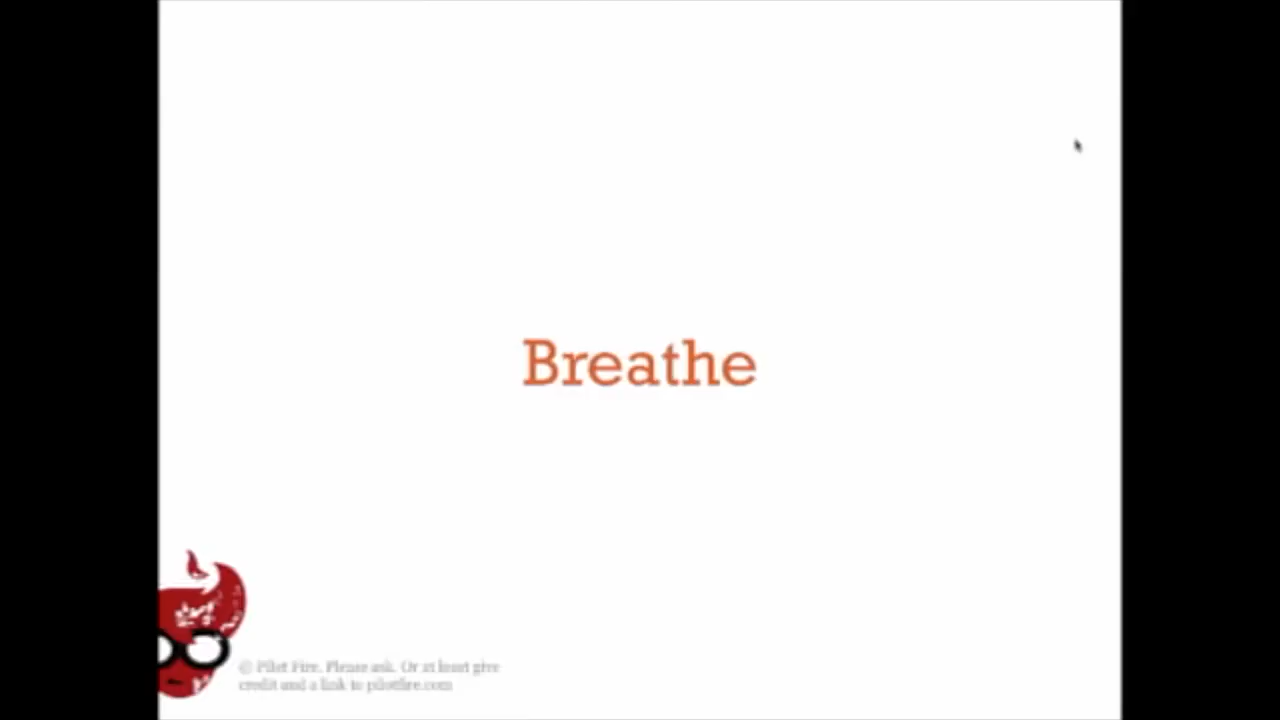 Breathe
© Pilot Fire. Please ask. Or at least give
credit and a link to pilotfire.com